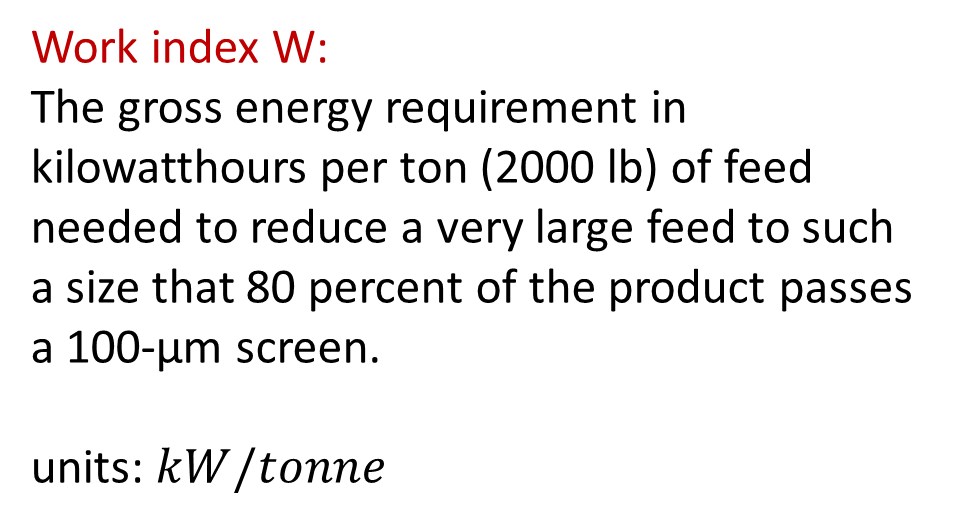 Work index W:
The gross energy requirement in
kilowatthours per ton (2000 lb) of feed
needed to reduce a very large feed to such
a size that 80 percent of the product passes
a 100-μm screen.
units: kW/tonne